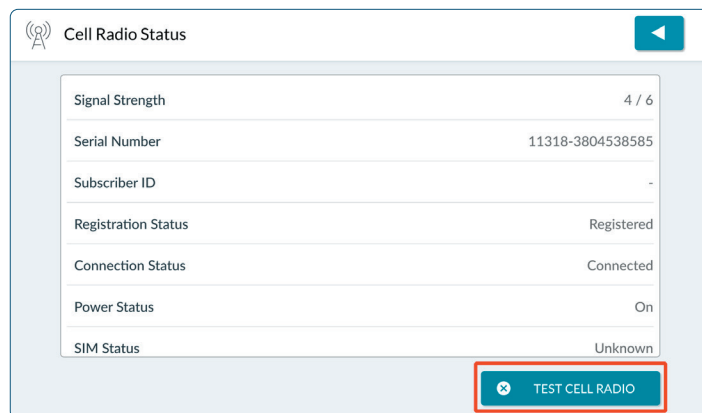 Cell Radio Status
Signal Strength 4 / 6
Serial Number 11318-3804538585
Subscriber ID -
Registration Status Registered
Connection Status Connected
Power Status On
SIM Status Unknown
TEST CELL RADIO